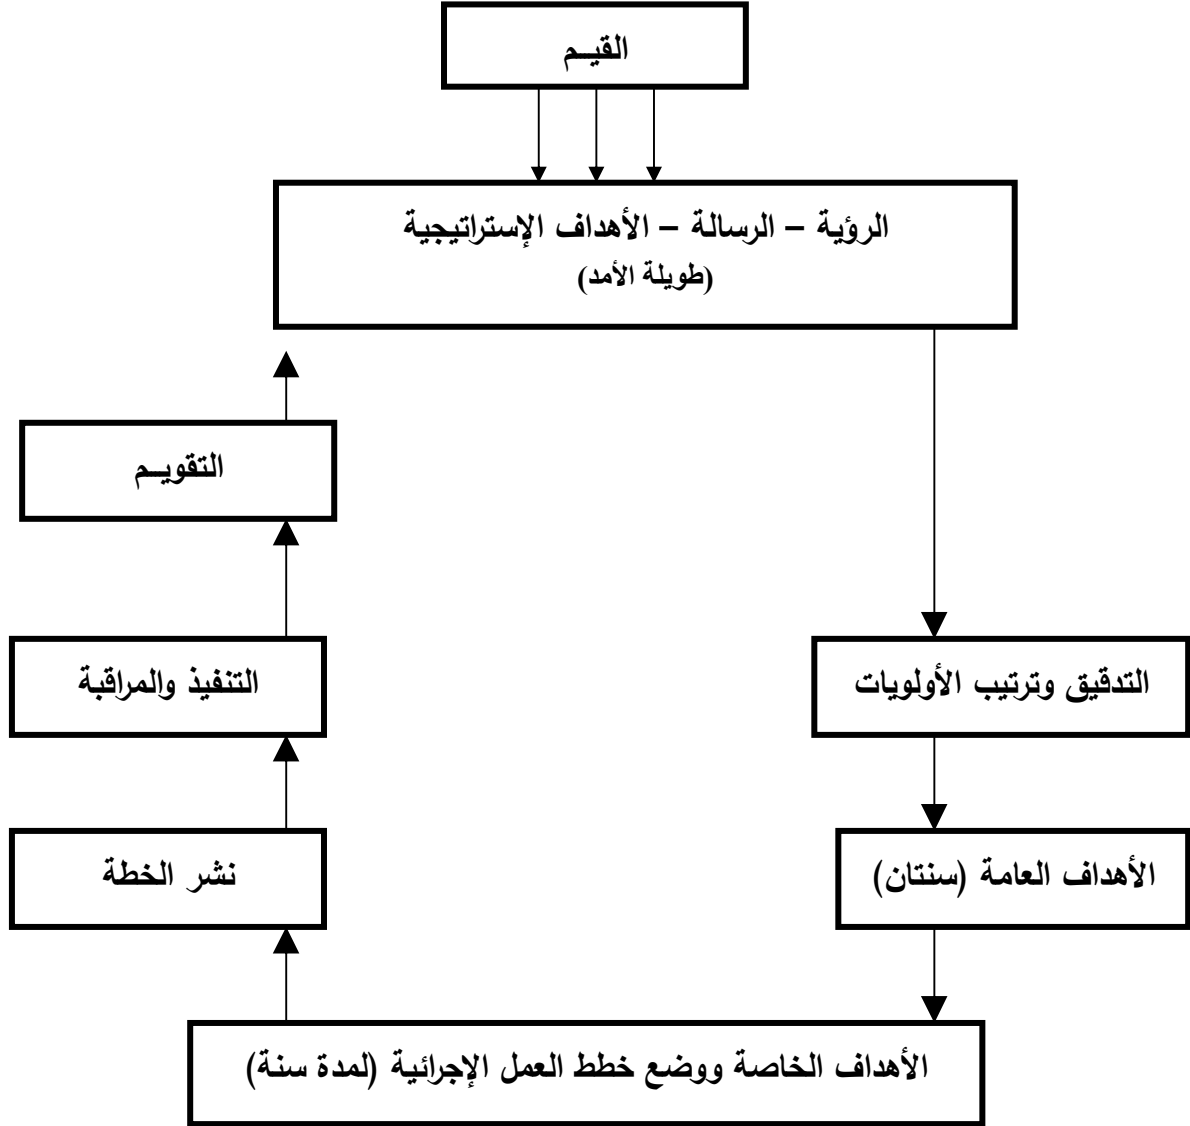 القيـم
الرؤية – الرسالة – الأهداف الإستراتيجية
(طويلة الأمد)
التقويـم
التدقيق وترتيب الأولويات
التنفيذ والمراقبة
الأهداف العامة (سنتان)
نشر الخطة
الأهداف الخاصة ووضع خطط العمل الإجرائية (لمدة سنة)